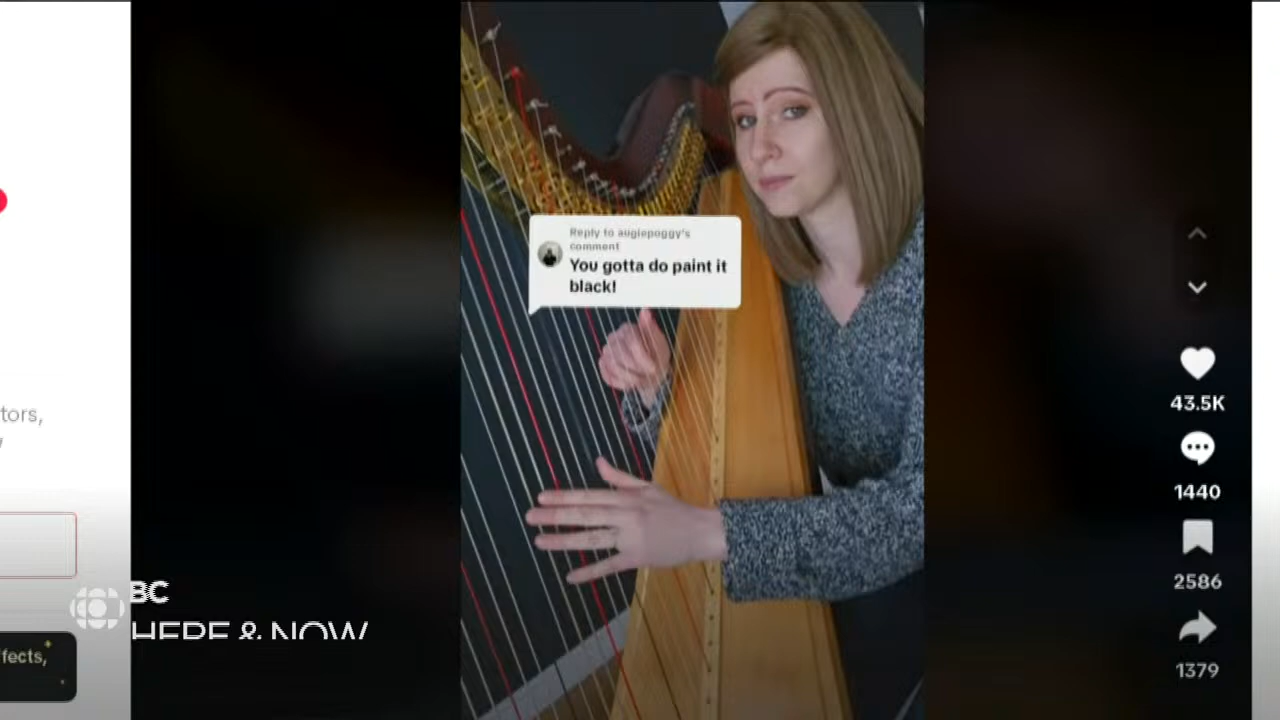 Reply to augiepoggy's
comment
You gotta do paint it
black!
43.5K
1440
2586
1379
tors,
BC
HERE & NOW
ffects,